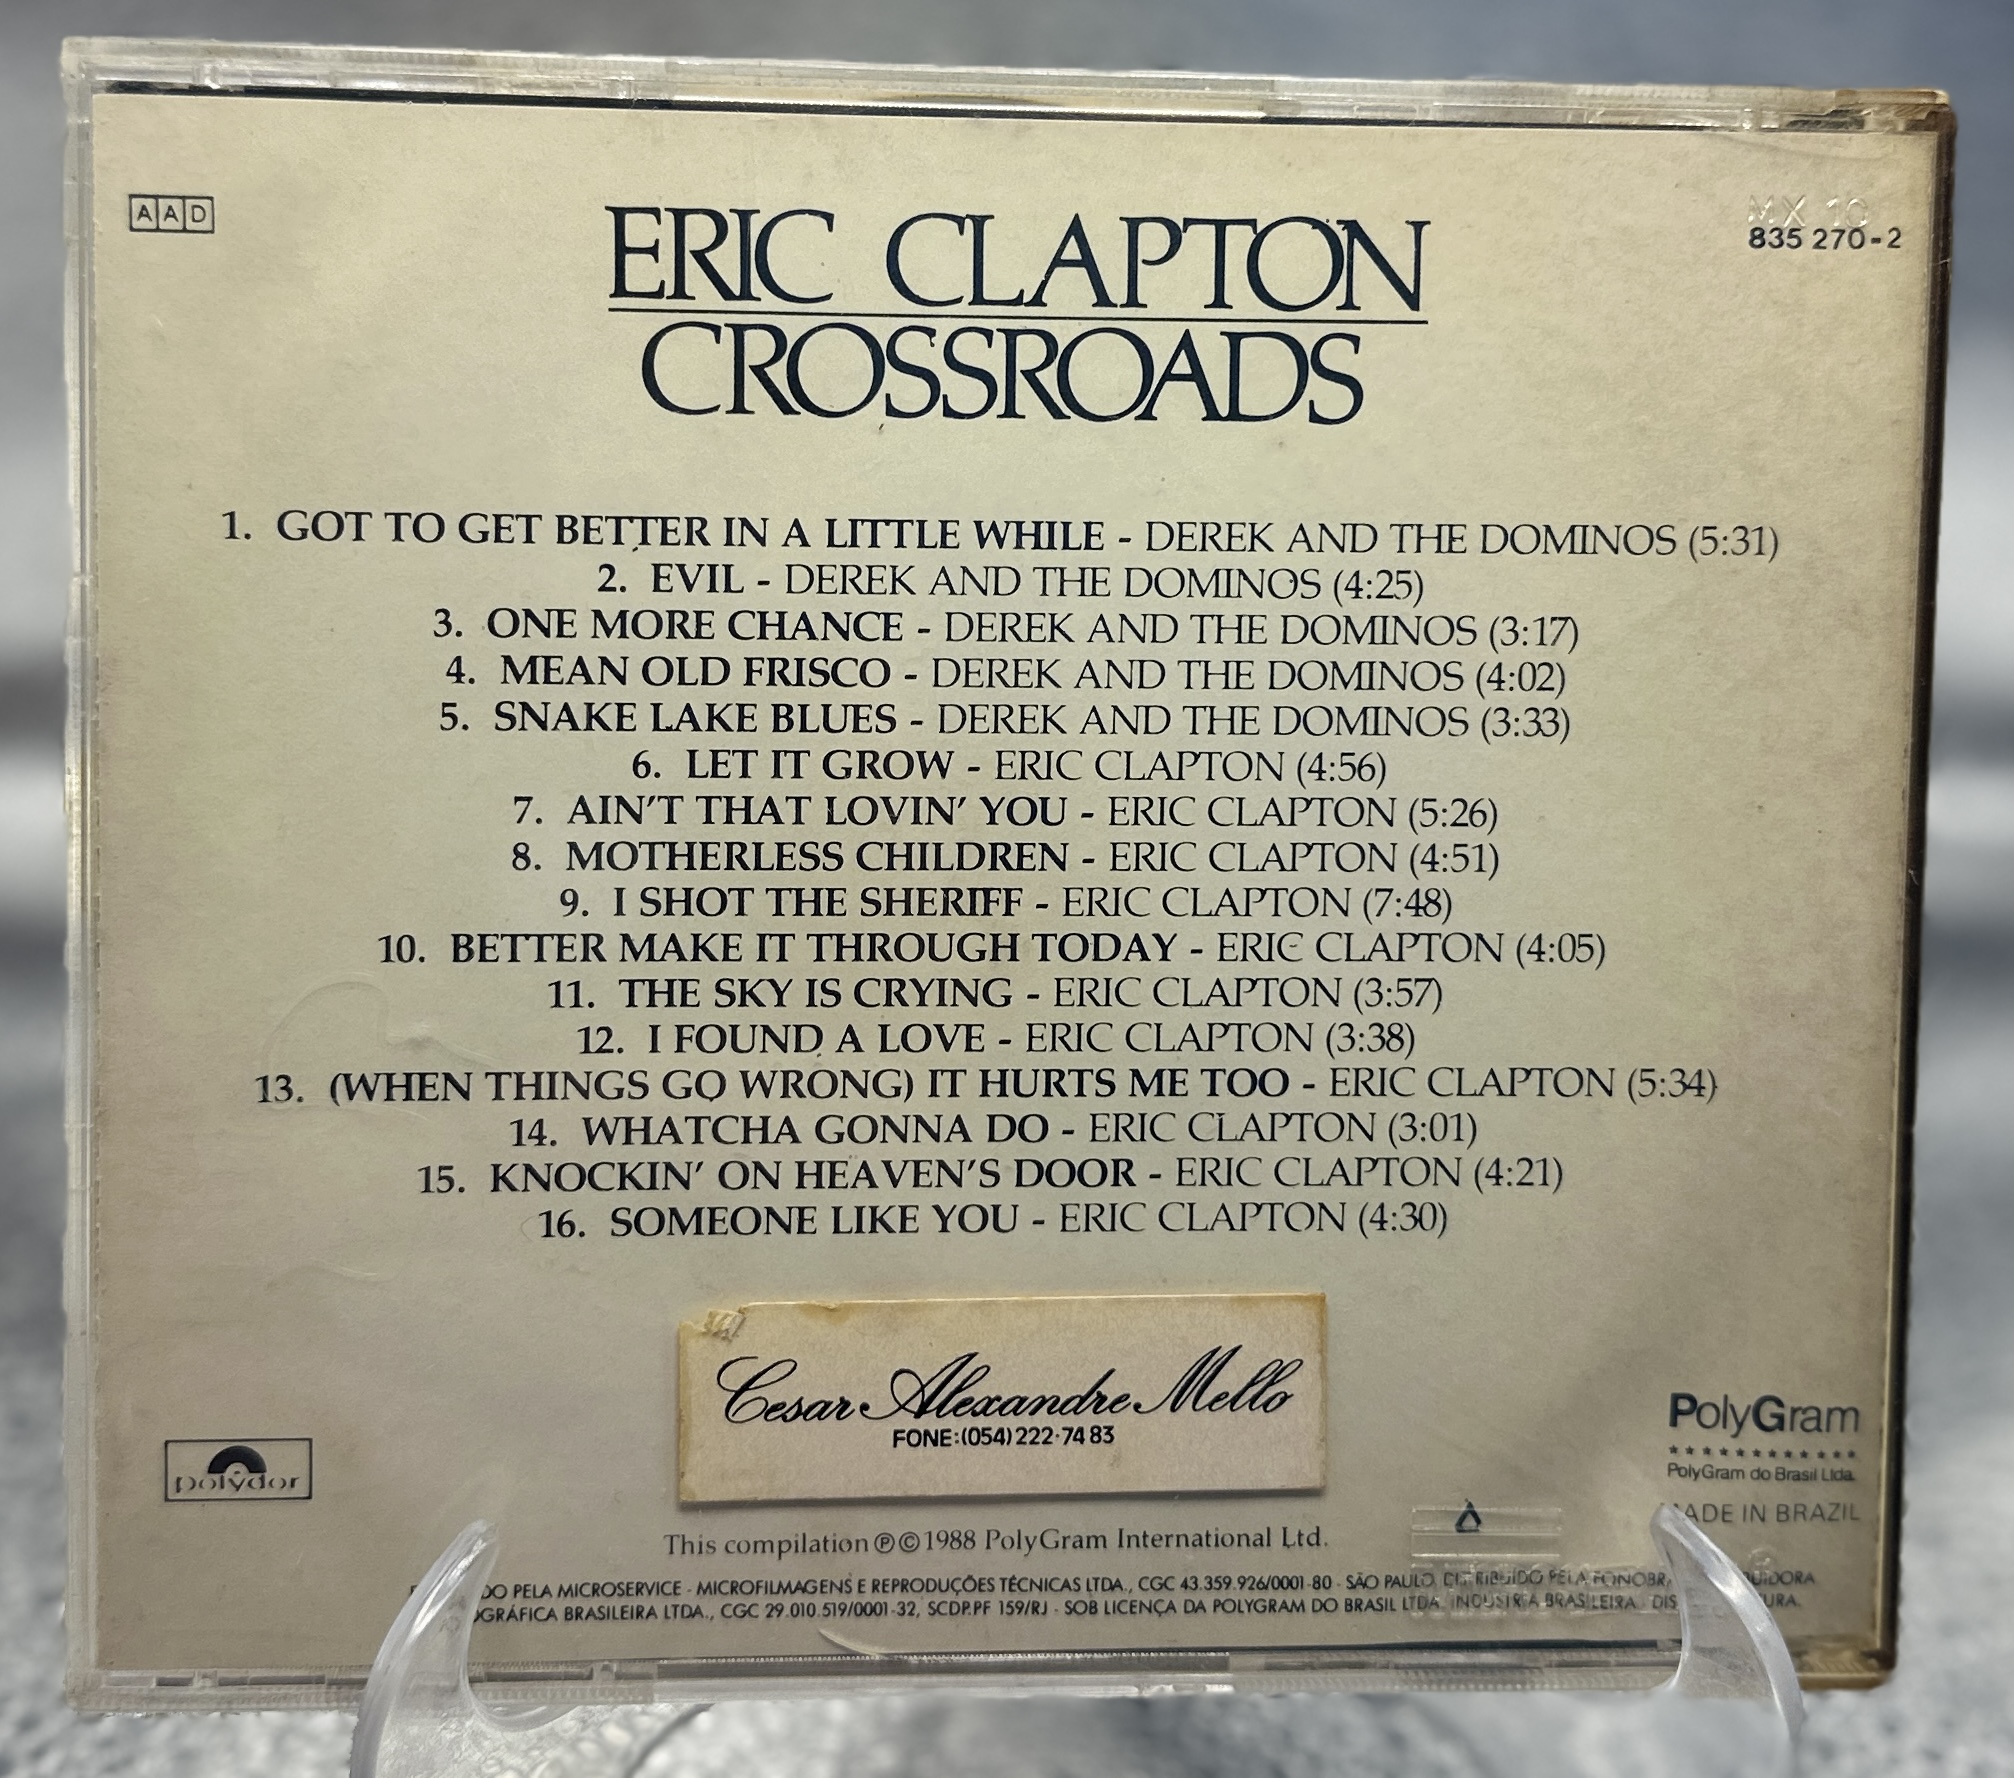 AAD
MX 10
835 270-2
ERIC CLAPTON
CROSSROADS
1. GOT TO GET BETTER IN A LITTLE WHILE - DEREK AND THE DOMINOS (5:31)
2. EVIL - DEREK AND THE DOMINOS (4:25)
3. ONE MORE CHANCE - DEREK AND THE DOMINOS (3:17)
4. MEAN OLD FRISCO - DEREK AND THE DOMINOS (4:02)
5. SNAKE LAKE BLUES - DEREK AND THE DOMINOS (3:33)
6. LET IT GROW - ERIC CLAPTON (4:56)
7. AIN'T THAT LOVIN' YOU - ERIC CLAPTON (5:26)
8. MOTHERLESS CHILDREN - ERIC CLAPTON (4:51)
9. I SHOT THE SHERIFF - ERIC CLAPTON (7:48)
10. BETTER MAKE IT THROUGH TODAY - ERIC CLAPTON (4:05)
11. THE SKY IS CRYING - ERIC CLAPTON (3:57)
12. I FOUND A LOVE - ERIC CLAPTON (3:38)
13. (WHEN THINGS GO WRONG) IT HURTS ME TOO - ERIC CLAPTON (5:34)
14. WHATCHA GONNA DO - ERIC CLAPTON (3:01)
15. KNOCKIN' ON HEAVEN'S DOOR - ERIC CLAPTON (4:21)
16. SOMEONE LIKE YOU - ERIC CLAPTON (4:30)
Cesar Alexandre Mello
FONE:(054)222-7483
polydor
PolyGram
PolyGram do Brasil Ltda.
MADE IN BRAZIL
This compilation ℗©1988 PolyGram International Ltd.
PELA MICROSERVICE - MICROFILMAGENS E REPRODUÇÕES TÉCNICAS LTDA., CGC 43.359.926/0001-80 - SÃO PAULO. DISTRIBUÍDO PELA
BRASILEIRA LTDA., CGC 29.010.519/0001-32, SCDP.PF 159/RJ - SOB LICENÇA DA POLYGRAM DO BRASIL LTDA. INDÚSTRIA BRASILEIRA.